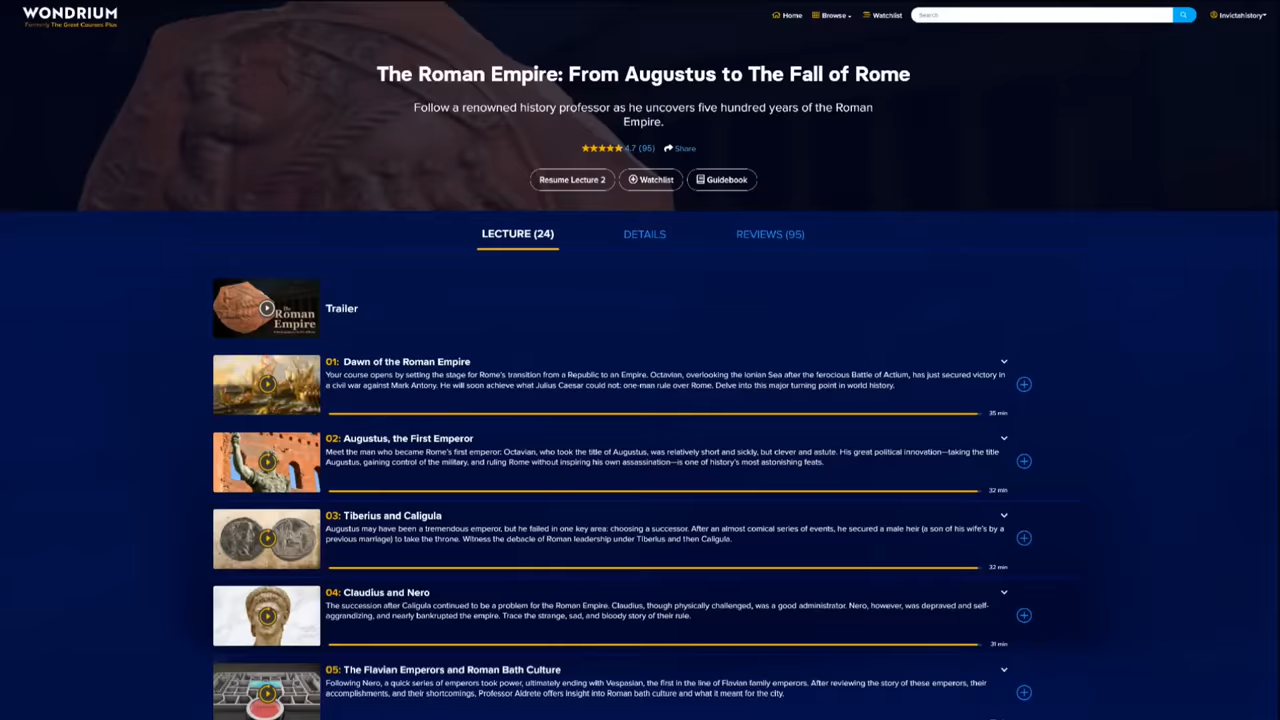 WONDRIUM
Formerly The Great Courses Plus
Home Browse Watchlist Search Invictahistory
The Roman Empire: From Augustus to The Fall of Rome
Follow a renowned history professor as he uncovers five hundred years of the Roman
Empire.
4.7 (95) Share
Resume Lecture 2 Watchlist Guidebook
LECTURE (24) DETAILS REVIEWS (95)
The
Roman
Empire
Trailer
01: Dawn of the Roman Empire
Your course opens by setting the stage for Rome's transition from a Republic to an Empire. Octavian, overlooking the Ionian Sea after the ferocious Battle of Actium, has just secured victory in
a civil war against Mark Antony. He will soon achieve what Julius Caesar could not: one-man rule over Rome. Delve into this major turning point in world history.
35 min
02: Augustus, the First Emperor
Meet the man who became Rome's first emperor: Octavian, who took the title of Augustus, was relatively short and sickly, but clever and astute. His great political innovation—taking the title
Augustus, gaining control of the military, and ruling Rome without inspiring his own assassination—is one of history's most astonishing feats.
32 min
03: Tiberius and Caligula
Augustus may have been a tremendous emperor, but he failed in one key area: choosing a successor. After an almost comical series of events, he secured a male heir (a son of his wife's by a
previous marriage) to take the throne. Witness the debacle of Roman leadership under Tiberius and then Caligula.
32 min
04: Claudius and Nero
The succession after Caligula continued to be a problem for the Roman Empire. Claudius, though physically challenged, was a good administrator. Nero, however, was depraved and self-
aggrandizing, and nearly bankrupted the empire. Trace the strange, sad, and bloody story of their rule.
31 min
05: The Flavian Emperors and Roman Bath Culture
Following Nero, a quick series of emperors took power, ultimately ending with Vespasian, the first in the line of Flavian family emperors. After reviewing the story of these emperors, their
accomplishments, and their shortcomings, Professor Aldrete offers insight into Roman bath culture and what it meant for the city.